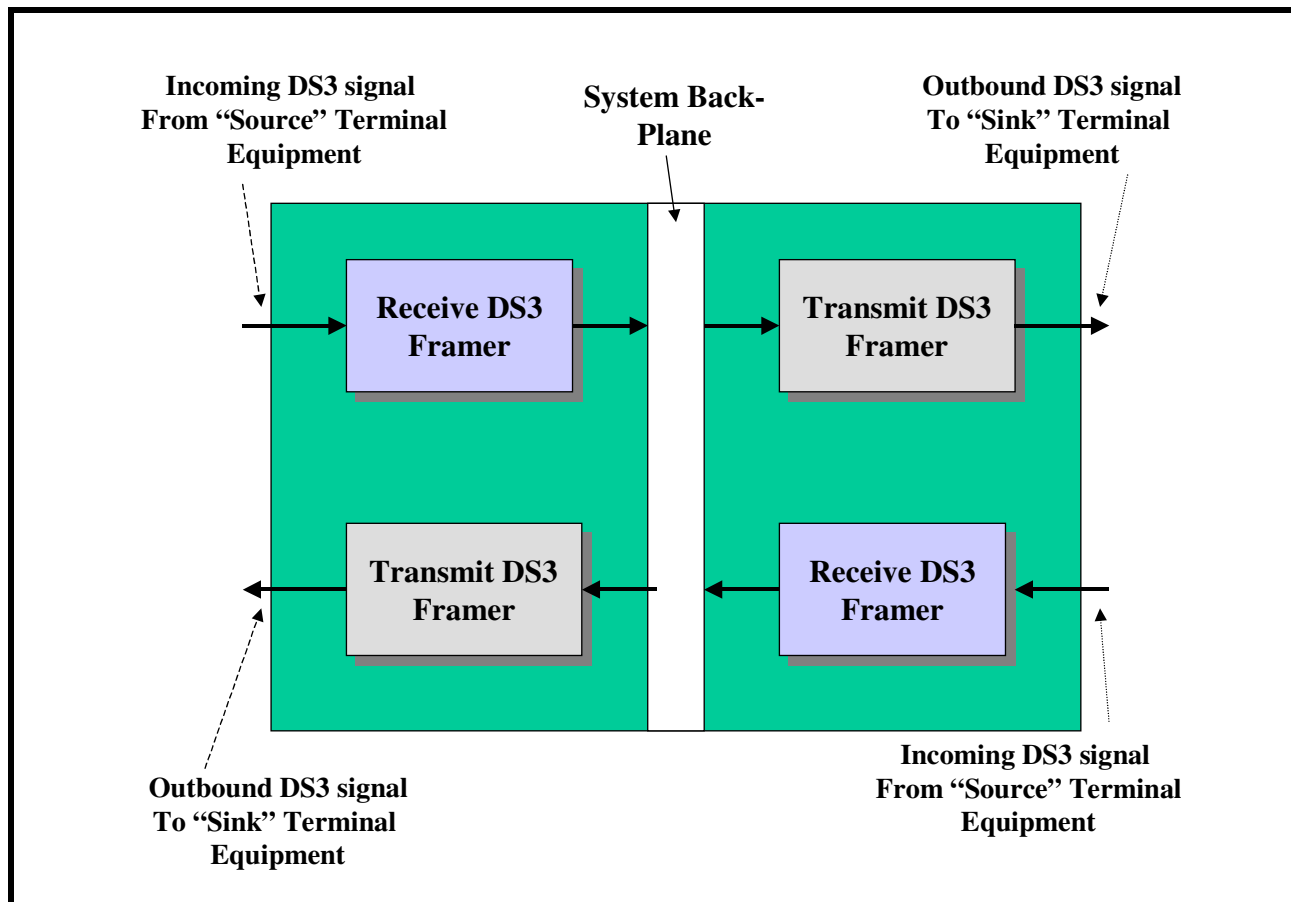 Incoming DS3 signal
From “Source” Terminal
Equipment
System Back-
Plane
Outbound DS3 signal
To “Sink” Terminal
Equipment
Receive DS3
Framer
Transmit DS3
Framer
Transmit DS3
Framer
Receive DS3
Framer
Outbound DS3 signal
To “Sink” Terminal
Equipment
Incoming DS3 signal
From “Source” Terminal
Equipment